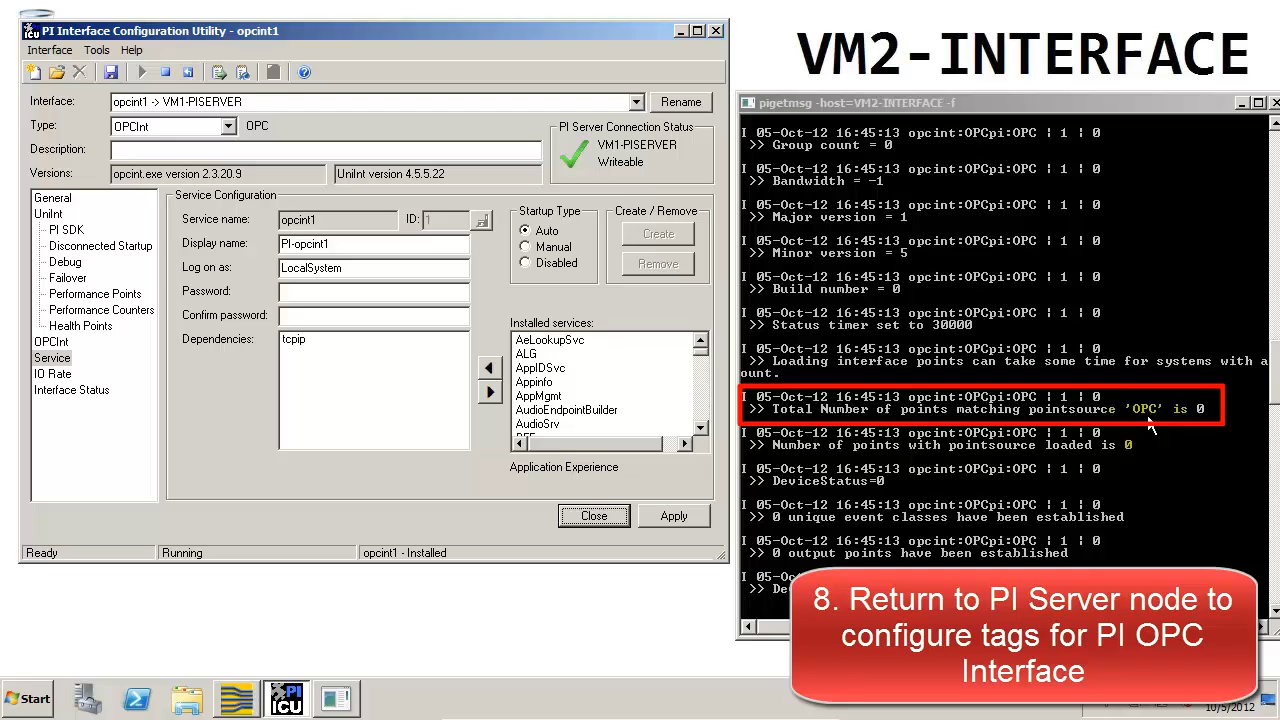 PI Interface Configuration Utility - opcint1
Interface Tools Help
Interface: opcint1 -> VM1-PISERVER Rename
Type: OPCInt OPC
Description:
Versions: opcint.exe version 2.3.20.9 UniInt version 4.5.5.22
PI Server Connection Status
VM1-PISERVER
Writeable
General
UniInt
PI SDK
Disconnected Startup
Debug
Failover
Performance Points
Performance Counters
Health Points
OPCInt
Service
IO Rate
Interface Status
Service Configuration
Service name: opcint1 ID: 1
Display name: PI-opcint1
Log on as: LocalSystem
Password:
Confirm password:
Dependencies: tcpip
Startup Type
Auto
Manual
Disabled
Create / Remove
Create
Remove
Installed services:
AeLookupSvc
ALG
AppIDSvc
Appinfo
AppMgmt
AudioEndpointBuilder
AudioSrv
Application Experience
Close Apply
Ready Running opcint1 - Installed
VM2-INTERFACE
pigetmsg -host=VM2-INTERFACE -f
I 05-Oct-12 16:45:13 opcint:OPCpi:OPC | 1 | 0
>> Group count = 0
I 05-Oct-12 16:45:13 opcint:OPCpi:OPC | 1 | 0
>> Bandwidth = -1
I 05-Oct-12 16:45:13 opcint:OPCpi:OPC | 1 | 0
>> Major version = 1
I 05-Oct-12 16:45:13 opcint:OPCpi:OPC | 1 | 0
>> Minor version = 5
I 05-Oct-12 16:45:13 opcint:OPCpi:OPC | 1 | 0
>> Build number = 0
I 05-Oct-12 16:45:13 opcint:OPCpi:OPC | 1 | 0
>> Status timer set to 30000
I 05-Oct-12 16:45:13 opcint:OPCpi:OPC | 1 | 0
>> Loading interface points can take some time for systems with a
ount.
I 05-Oct-12 16:45:13 opcint:OPCpi:OPC | 1 | 0
>> Total Number of points matching pointsource 'OPC' is 0
I 05-Oct-12 16:45:13 opcint:OPCpi:OPC | 1 | 0
>> Number of points with pointsource loaded is 0
I 05-Oct-12 16:45:13 opcint:OPCpi:OPC | 1 | 0
>> DeviceStatus=0
I 05-Oct-12 16:45:13 opcint:OPCpi:OPC | 1 | 0
>> 0 unique event classes have been established
I 05-Oct-12 16:45:13 opcint:OPCpi:OPC | 1 | 0
>> 0 output points have been established
I 05-Oc
>> De
8. Return to PI Server node to
configure tags for PI OPC
Interface
Start
PI
ICU
10/5/2012